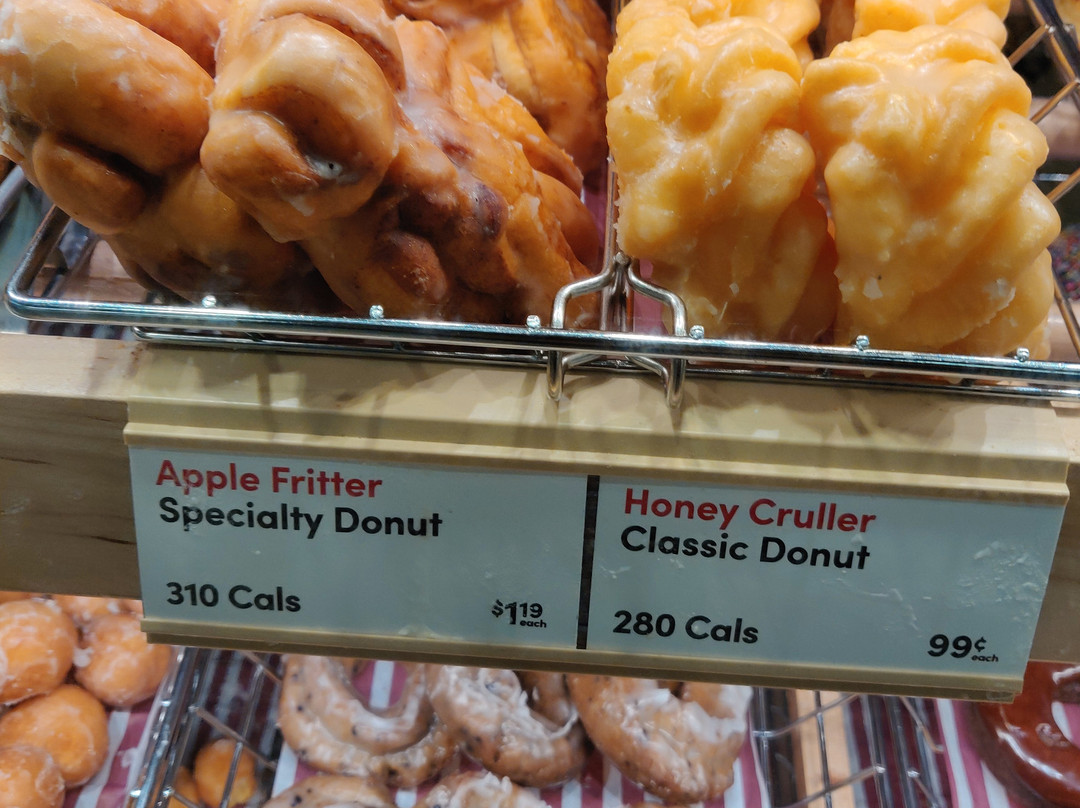 Apple Fritter
Specialty Donut
310 Cals
$1.19 each
Honey Cruller
Classic Donut
280 Cals
99¢ each